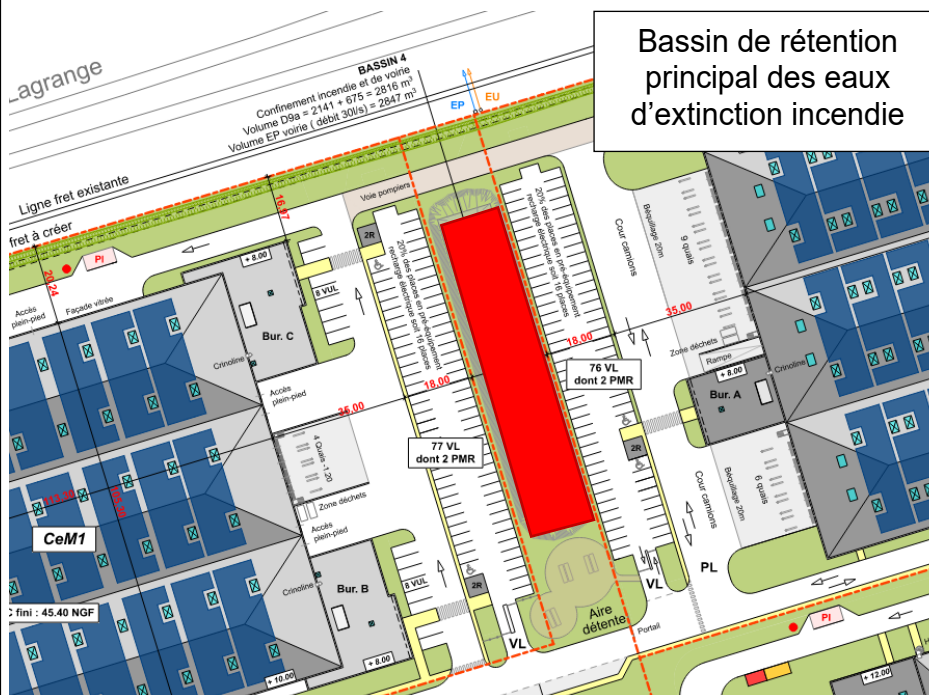 Bassin de rétention
principal des eaux
d'extinction incendie
Lagrange
BASSIN 4
Confinement incendie et de voirie
Volume D9a = 2141 + 675 = 2816 m³
Volume EP voirie ( débit 30l/s) = 2847 m³
EP
EU
Ligne fret existante
fret à créer
Voie pompiers
16.97
20.24
PI
Accès
plein-pied
Façade vitrée
+ 8.00
Bur. C
Crinoline
8 VUL
2R
20% des places en pré-équipement
recharge électrique soit 16 places
20% des places en pré-équipement
recharge électrique soit 16 places
Cour camions
Béquillage 20m
9 quais
35.00
18.00
18.00
35.00
Zone déchets
Rampe
Crinoline
+ 8.00
Bur. A
76 VL
dont 2 PMR
77 VL
dont 2 PMR
Accès
plein-pied
4 Quais -1.20
Zone déchets
Accès
plein-pied
2R
Cour camions
Béquillage 20m
6 quais
CeM1
C fini : 45.40 NGF
Crinoline
Bur. B
+ 8.00
+ 10.00
8 VUL
2R
VL
Aire
détente
VL
PL
Portail
PI
+ 12.00